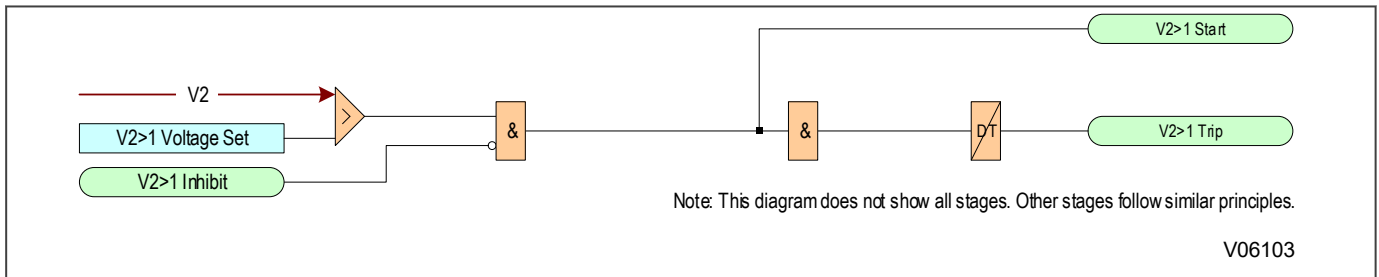 V2>1 Start
V2
>
V2>1 Voltage Set
&
&
DT
V2>1 Trip
V2>1 Inhibit
Note: This diagram does not show all stages. Other stages follow similar principles.
V06103